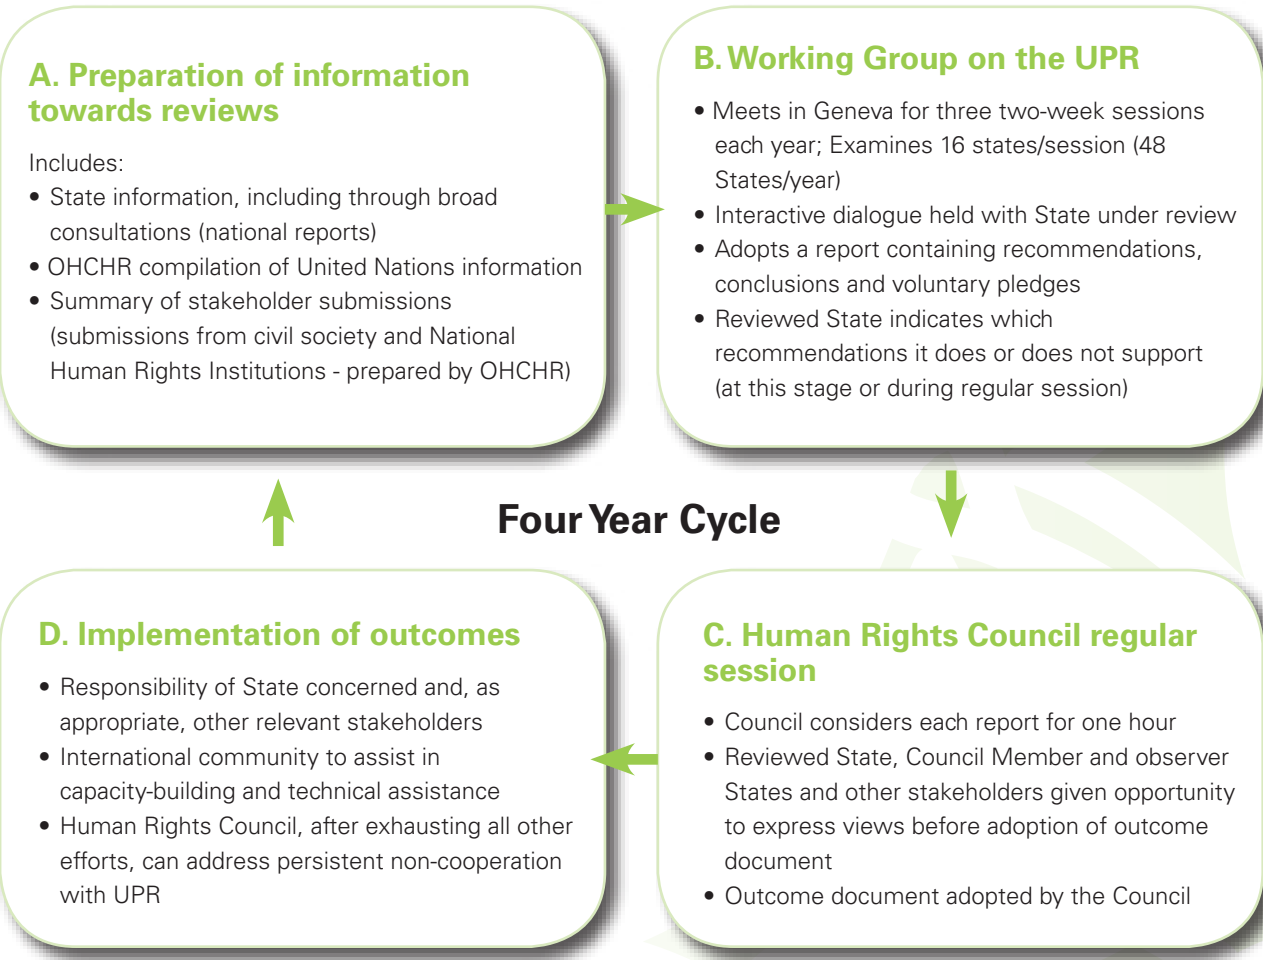 A. Preparation of information
towards reviews
Includes:
• State information, including through broad
consultations (national reports)
• OHCHR compilation of United Nations information
• Summary of stakeholder submissions
(submissions from civil society and National
Human Rights Institutions - prepared by OHCHR)
B. Working Group on the UPR
• Meets in Geneva for three two-week sessions
each year; Examines 16 states/session (48
States/year)
• Interactive dialogue held with State under review
• Adopts a report containing recommendations,
conclusions and voluntary pledges
• Reviewed State indicates which
recommendations it does or does not support
(at this stage or during regular session)
Four Year Cycle
C. Human Rights Council regular
session
• Council considers each report for one hour
• Reviewed State, Council Member and observer
States and other stakeholders given opportunity
to express views before adoption of outcome
document
• Outcome document adopted by the Council
D. Implementation of outcomes
• Responsibility of State concerned and, as
appropriate, other relevant stakeholders
• International community to assist in
capacity-building and technical assistance
• Human Rights Council, after exhausting all other
efforts, can address persistent non-cooperation
with UPR